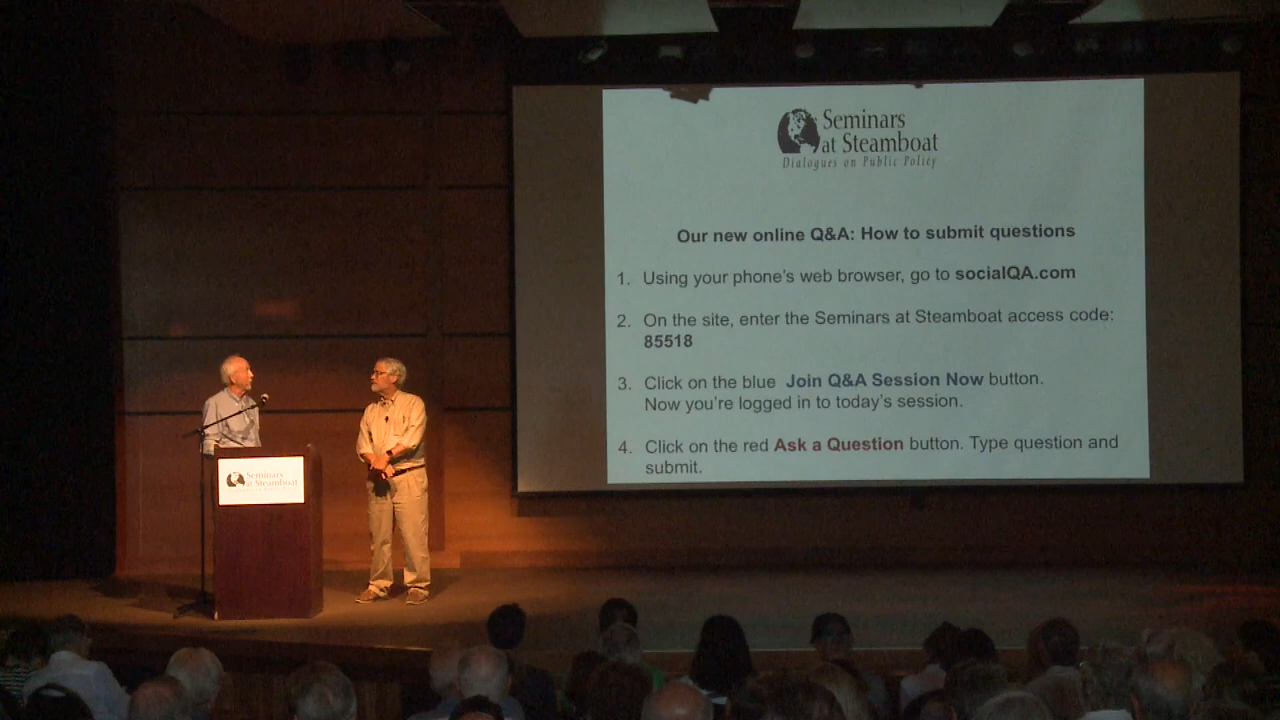 Seminars
at Steamboat
Dialogues on Public Policy
Our new online Q&A: How to submit questions
1. Using your phone's web browser, go to socialQA.com
2. On the site, enter the Seminars at Steamboat access code:
85518
3. Click on the blue Join Q&A Session Now button.
Now you're logged in to today's session.
4. Click on the red Ask a Question button. Type question and
submit.
Seminars
at Steamboat